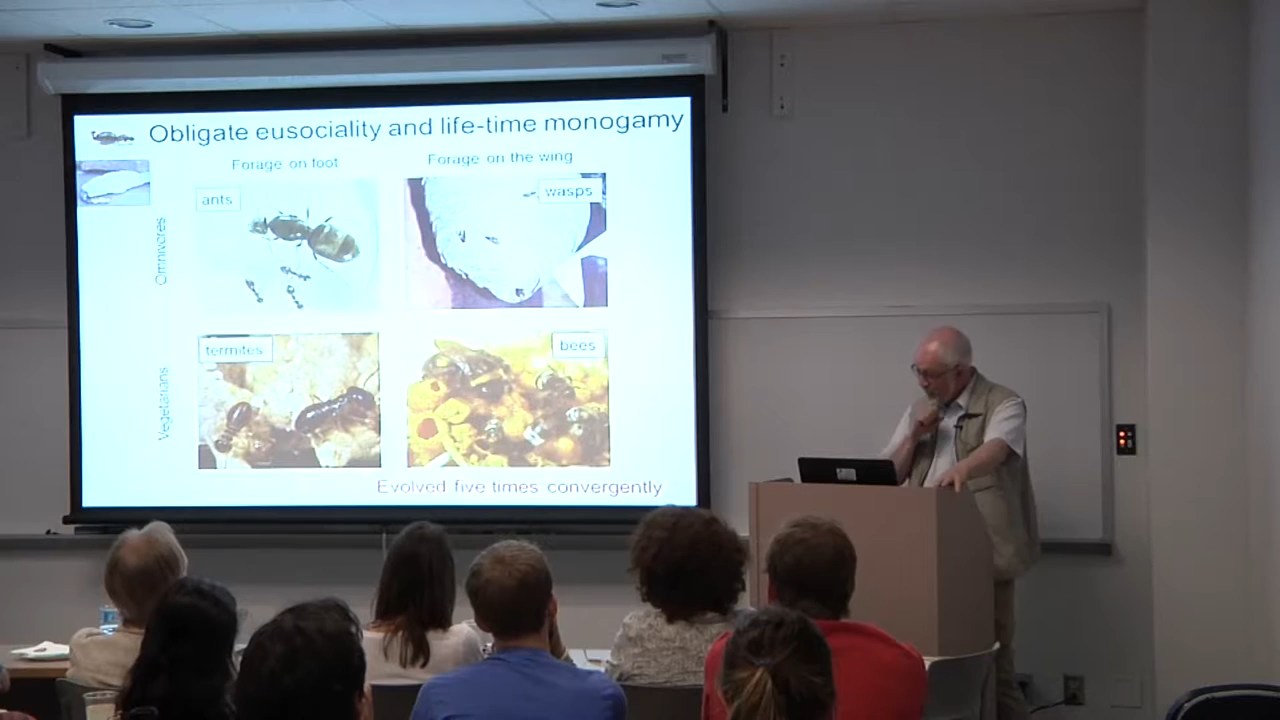 Obligate eusociality and life-time monogamy
Forage on foot
Forage on the wing
ants
wasps
Omnivores
termites
bees
Vegetarians
Evolved five times convergently